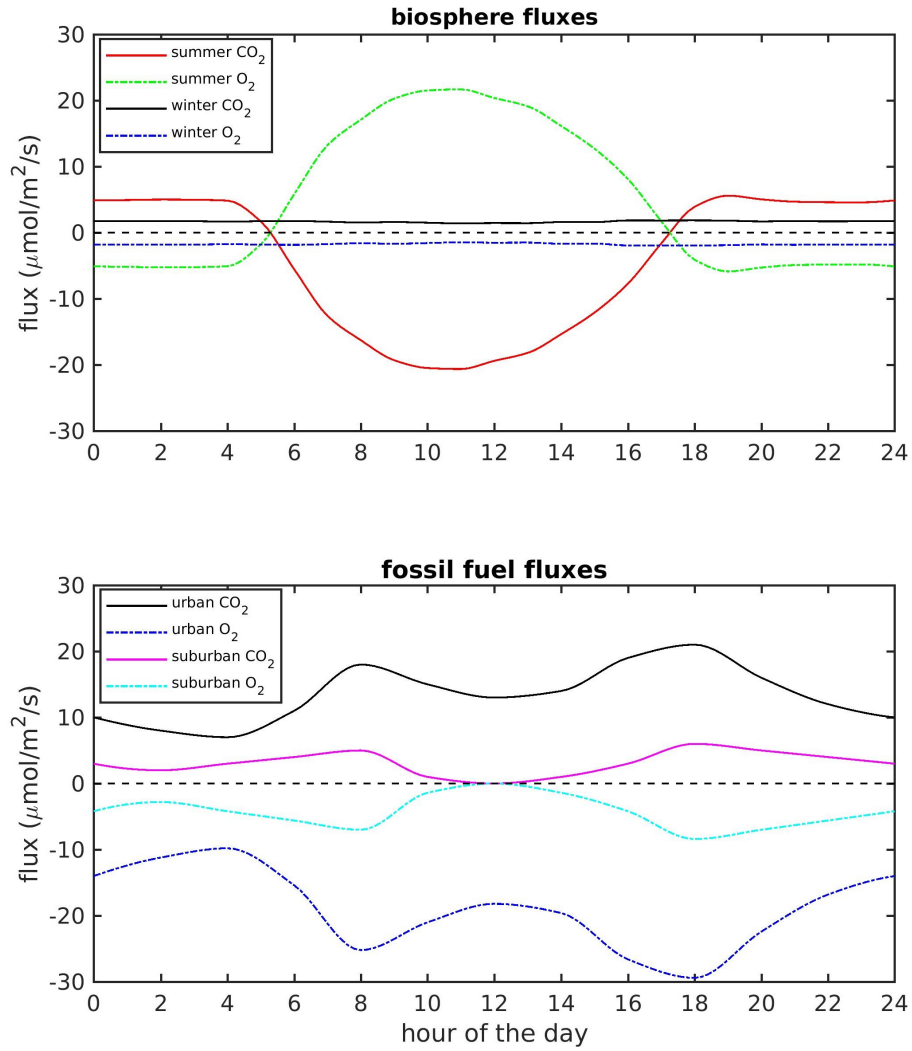 biosphere fluxes
30
20
10
0
-10
-20
-30
flux (μmol/m²/s)
summer CO₂
summer O₂
winter CO₂
winter O₂
0 2 4 6 8 10 12 14 16 18 20 22 24
fossil fuel fluxes
30
20
10
0
-10
-20
-30
flux (μmol/m²/s)
urban CO₂
urban O₂
suburban CO₂
suburban O₂
0 2 4 6 8 10 12 14 16 18 20 22 24
hour of the day